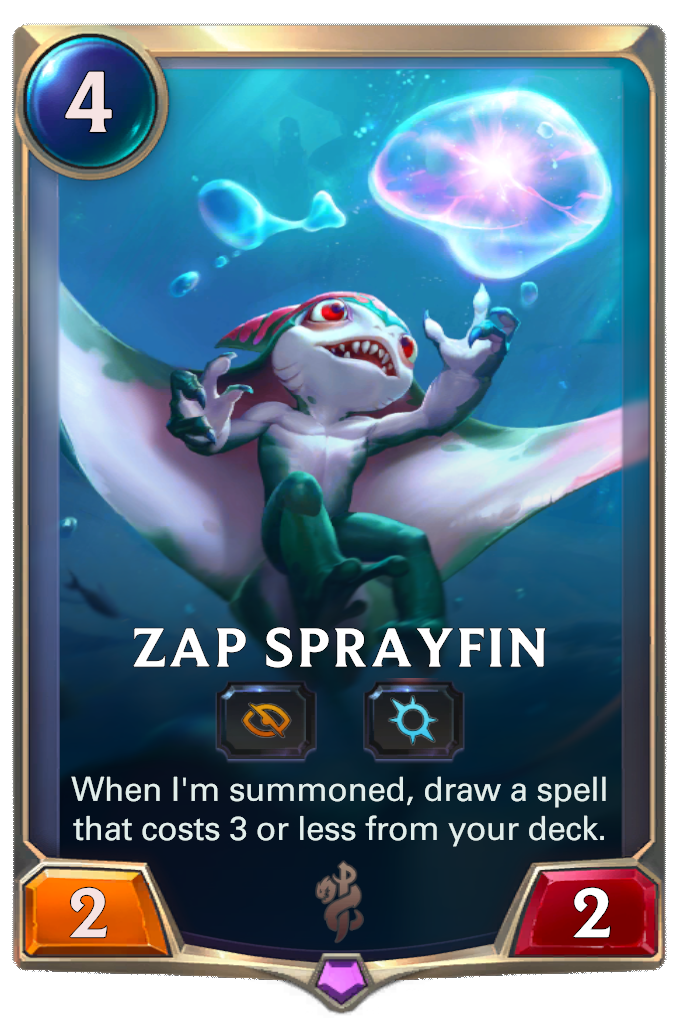 4
ZAP SPRAYFIN
When I'm summoned, draw a spell
that costs 3 or less from your deck.
2
2